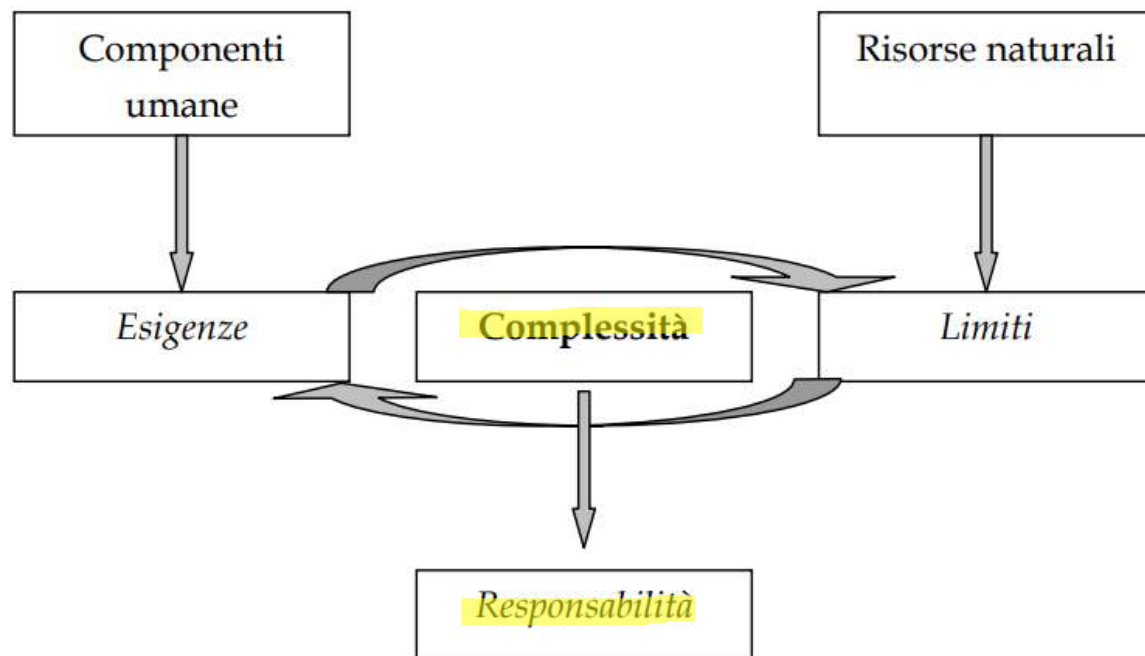 Componenti
umane
Risorse naturali
Esigenze
Complessità
Limiti
Responsabilità